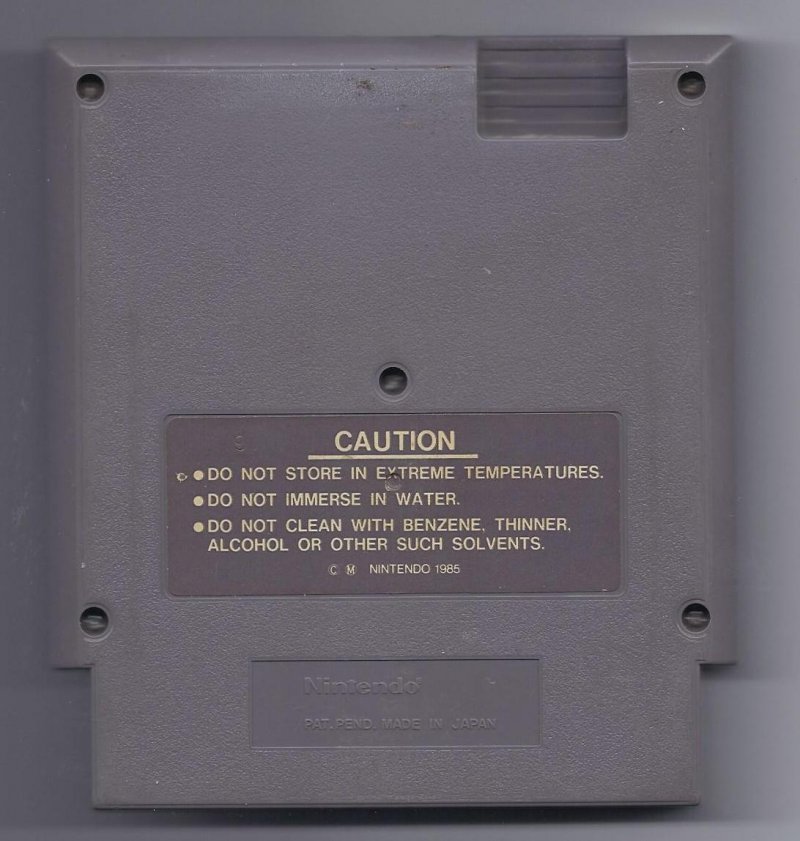 CAUTION
●DO NOT STORE IN EXTREME TEMPERATURES.
●DO NOT IMMERSE IN WATER.
●DO NOT CLEAN WITH BENZENE, THINNER,
ALCOHOL OR OTHER SUCH SOLVENTS.
Ⓒ Ⓜ NINTENDO 1985
Nintendo®
PAT.PEND. MADE IN JAPAN